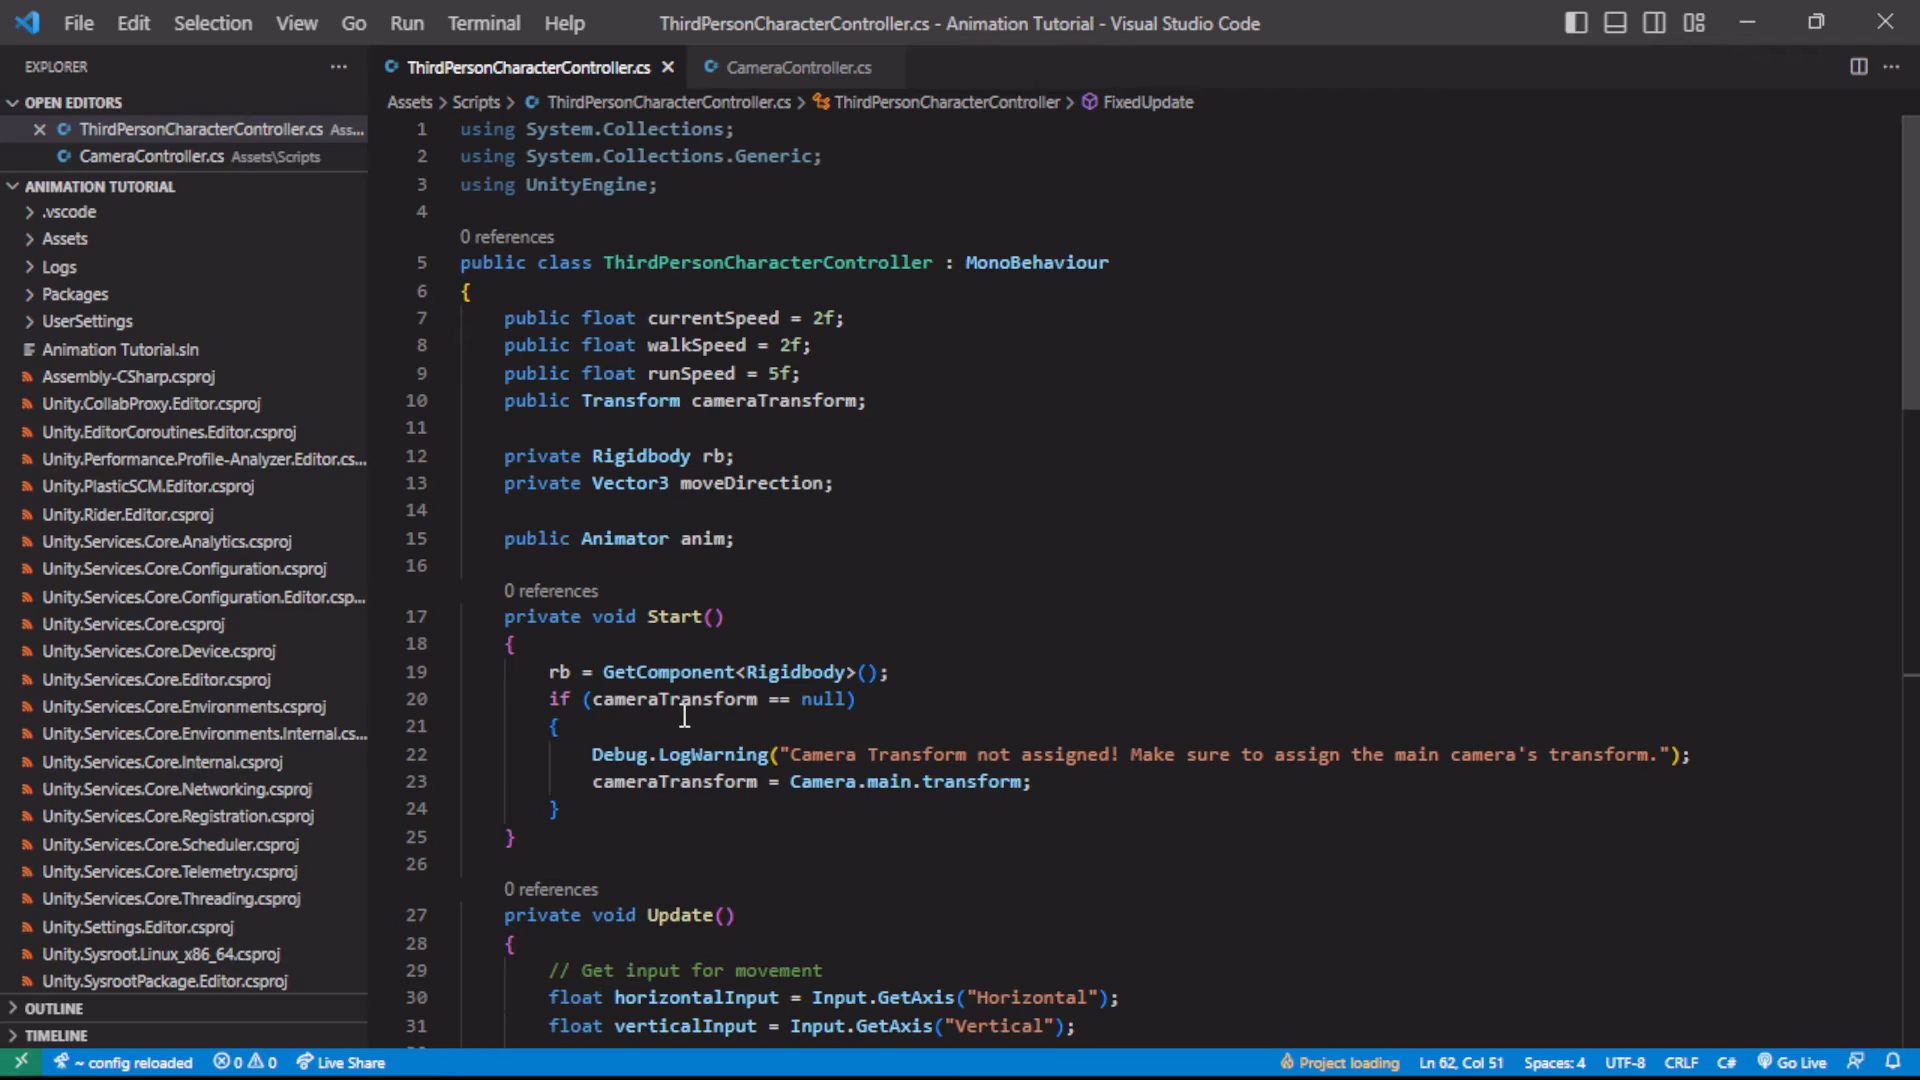 File Edit Selection View Go Run Terminal Help ThirdPersonCharacterController.cs - Animation Tutorial - Visual Studio Code
EXPLORER
ThirdPersonCharacterController.cs CameraController.cs
OPEN EDITORS
Assets > Scripts > ThirdPersonCharacterController.cs > ThirdPersonCharacterController > FixedUpdate
ThirdPersonCharacterController.cs Ass...
CameraController.cs Assets\Scripts
ANIMATION TUTORIAL
.vscode
Assets
Logs
Packages
UserSettings
Animation Tutorial.sln
Assembly-CSharp.csproj
Unity.CollabProxy.Editor.csproj
Unity.EditorCoroutines.Editor.csproj
Unity.Performance.Profile-Analyzer.Editor.cs...
Unity.PlasticSCM.Editor.csproj
Unity.Rider.Editor.csproj
Unity.Services.Core.Analytics.csproj
Unity.Services.Core.Configuration.csproj
Unity.Services.Core.Configuration.Editor.csp...
Unity.Services.Core.csproj
Unity.Services.Core.Device.csproj
Unity.Services.Core.Editor.csproj
Unity.Services.Core.Environments.csproj
Unity.Services.Core.Environments.Internal.cs...
Unity.Services.Core.Internal.csproj
Unity.Services.Core.Networking.csproj
Unity.Services.Core.Registration.csproj
Unity.Services.Core.Scheduler.csproj
Unity.Services.Core.Telemetry.csproj
Unity.Services.Core.Threading.csproj
Unity.Settings.Editor.csproj
Unity.Sysroot.Linux_x86_64.csproj
Unity.SysrootPackage.Editor.csproj
OUTLINE
TIMELINE
1 using System.Collections;
2 using System.Collections.Generic;
3 using UnityEngine;
4
0 references
5 public class ThirdPersonCharacterController : MonoBehaviour
6 {
7 public float currentSpeed = 2f;
8 public float walkSpeed = 2f;
9 public float runSpeed = 5f;
10 public Transform cameraTransform;
11
12 private Rigidbody rb;
13 private Vector3 moveDirection;
14
15 public Animator anim;
16
0 references
17 private void Start()
18 {
19 rb = GetComponent<Rigidbody>();
20 if (cameraTransform == null)
21 {
22 Debug.LogWarning("Camera Transform not assigned! Make sure to assign the main camera's transform.");
23 cameraTransform = Camera.main.transform;
24 }
25 }
26
0 references
27 private void Update()
28 {
29 // Get input for movement
30 float horizontalInput = Input.GetAxis("Horizontal");
31 float verticalInput = Input.GetAxis("Vertical");
~ config reloaded 0 0 Live Share Project loading Ln 62, Col 51 Spaces: 4 UTF-8 CRLF C# Go Live